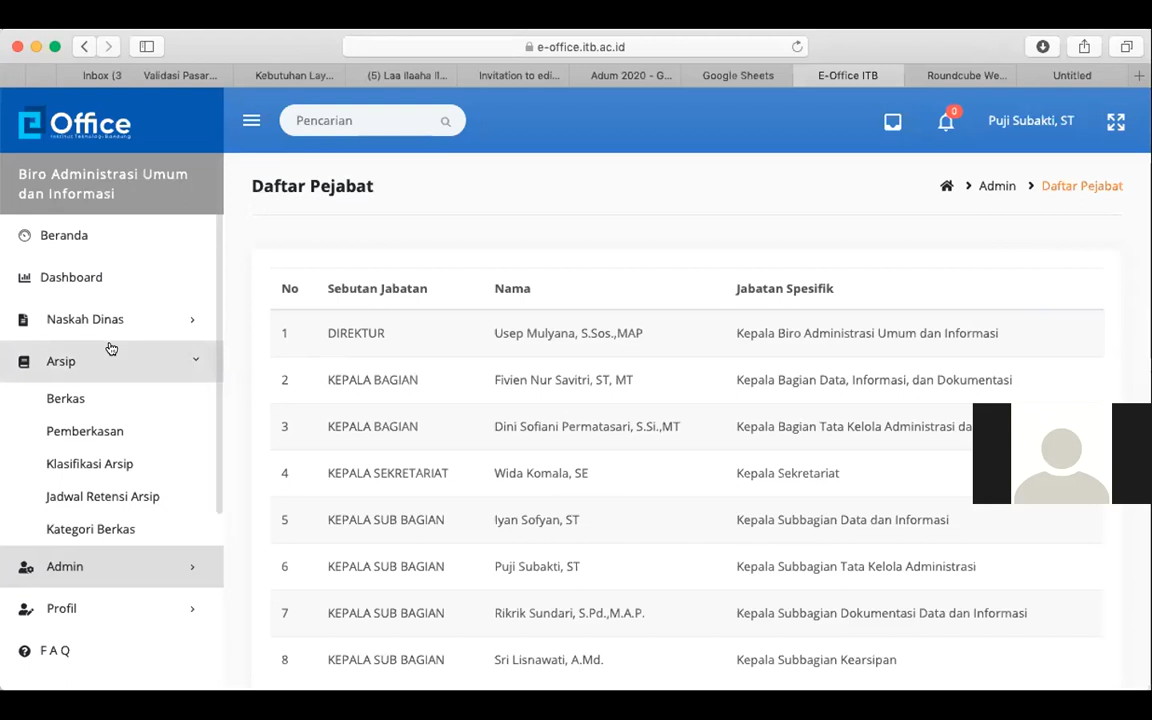 e-office.itb.ac.id
Inbox (3
Validasi Pasar...
Kebutuhan Lay...
(5) Laa ilaaha Il...
Invitation to edi...
Adum 2020 - G...
Google Sheets
E-Office ITB
Roundcube We...
Untitled
Office
Institut Teknologi Bandung
Pencarian
0
Puji Subakti, ST
Biro Administrasi Umum
dan Informasi
Beranda
Dashboard
Naskah Dinas
Arsip
Berkas
Pemberkasan
Klasifikasi Arsip
Jadwal Retensi Arsip
Kategori Berkas
Admin
Profil
F A Q
Daftar Pejabat
Admin
Daftar Pejabat
No Sebutan Jabatan Nama Jabatan Spesifik
1 DIREKTUR Usep Mulyana, S.Sos.,MAP Kepala Biro Administrasi Umum dan Informasi
2 KEPALA BAGIAN Fivien Nur Savitri, ST, MT Kepala Bagian Data, Informasi, dan Dokumentasi
3 KEPALA BAGIAN Dini Sofiani Permatasari, S.Si.,MT Kepala Bagian Tata Kelola Administrasi da
4 KEPALA SEKRETARIAT Wida Komala, SE Kepala Sekretariat
5 KEPALA SUB BAGIAN Iyan Sofyan, ST Kepala Subbagian Data dan Informasi
6 KEPALA SUB BAGIAN Puji Subakti, ST Kepala Subbagian Tata Kelola Administrasi
7 KEPALA SUB BAGIAN Rikrik Sundari, S.Pd.,M.A.P. Kepala Subbagian Dokumentasi Data dan Informasi
8 KEPALA SUB BAGIAN Sri Lisnawati, A.Md. Kepala Subbagian Kearsipan